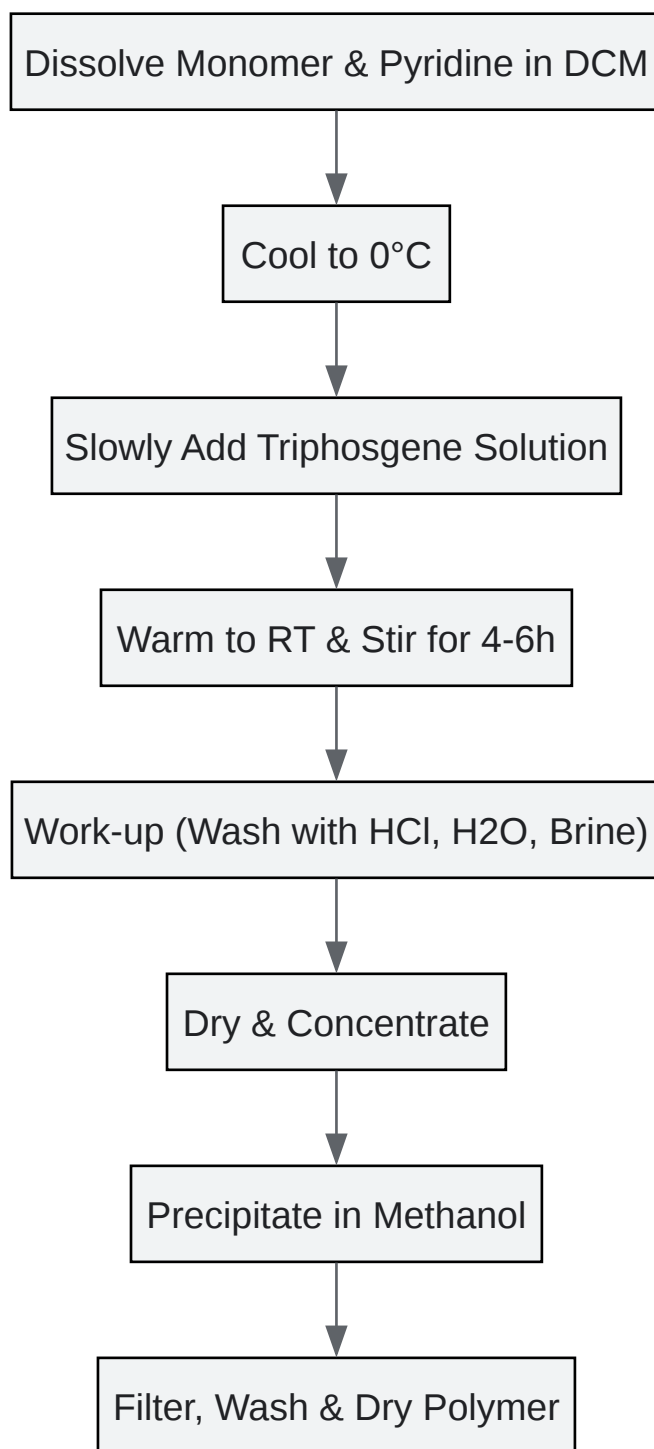 Dissolve Monomer & Pyridine in DCM
Cool to 0°C
Slowly Add Triphosgene Solution
Warm to RT & Stir for 4-6h
Work-up (Wash with HCl, H2O, Brine)
Dry & Concentrate
Precipitate in Methanol
Filter, Wash & Dry Polymer